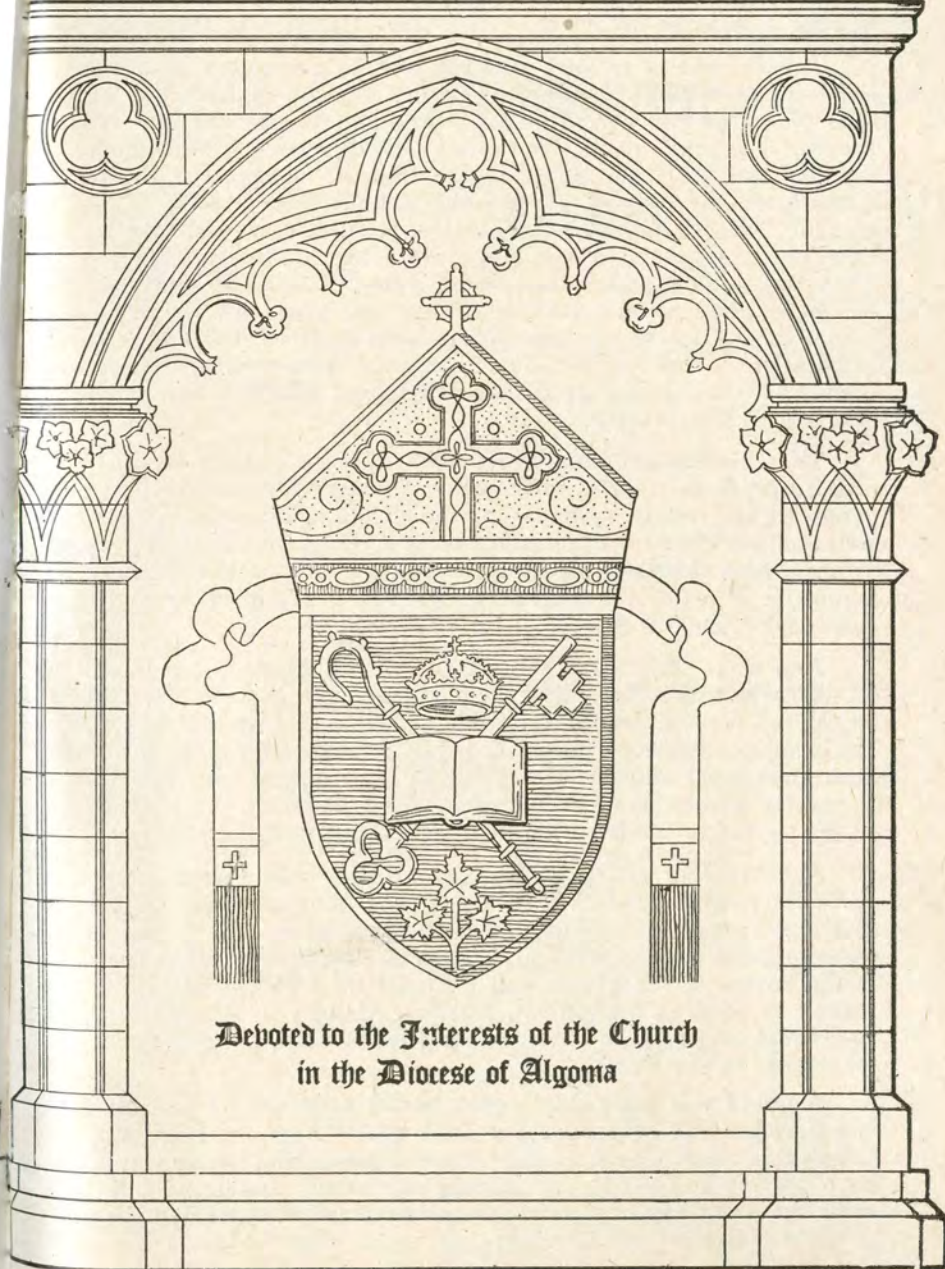 Devoted to the Interests of the Church
in the Diocese of Algoma